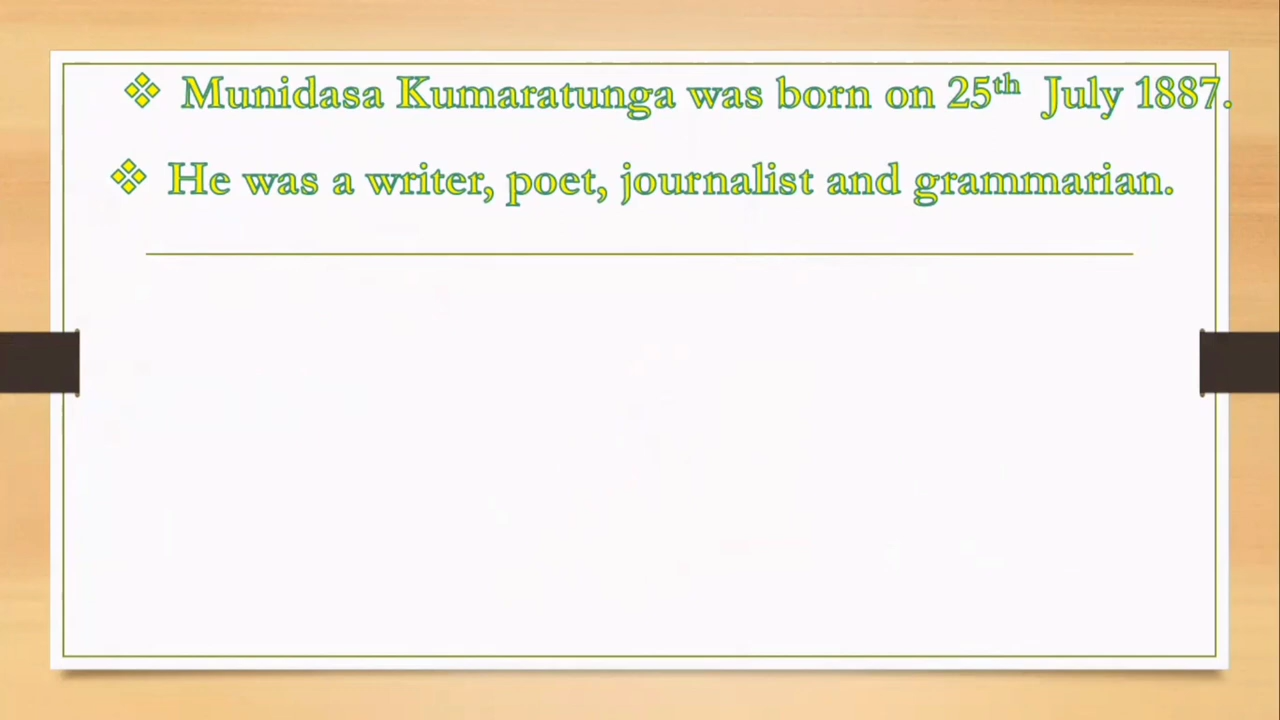 ❖ Munidasa Kumaratunga was born on 25th July 1887.
❖ He was a writer, poet, journalist and grammarian.